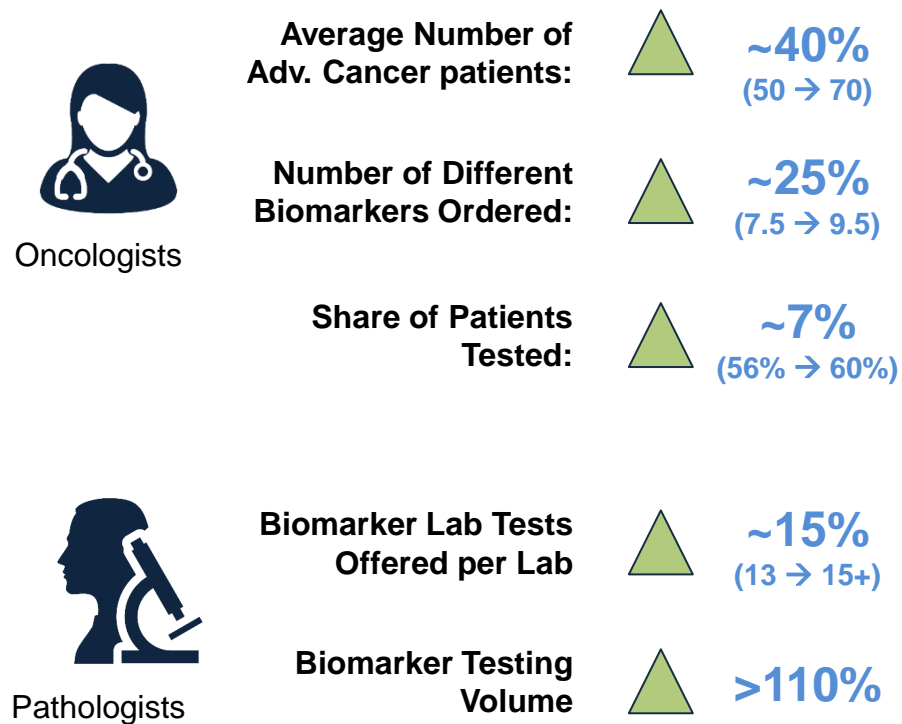 Average Number of
Adv. Cancer patients:
~40%
(50 → 70)
Oncologists
Number of Different
Biomarkers Ordered:
~25%
(7.5 → 9.5)
Share of Patients
Tested:
~7%
(56% → 60%)
Pathologists
Biomarker Lab Tests
Offered per Lab
~15%
(13 → 15+)
Biomarker Testing
Volume
>110%